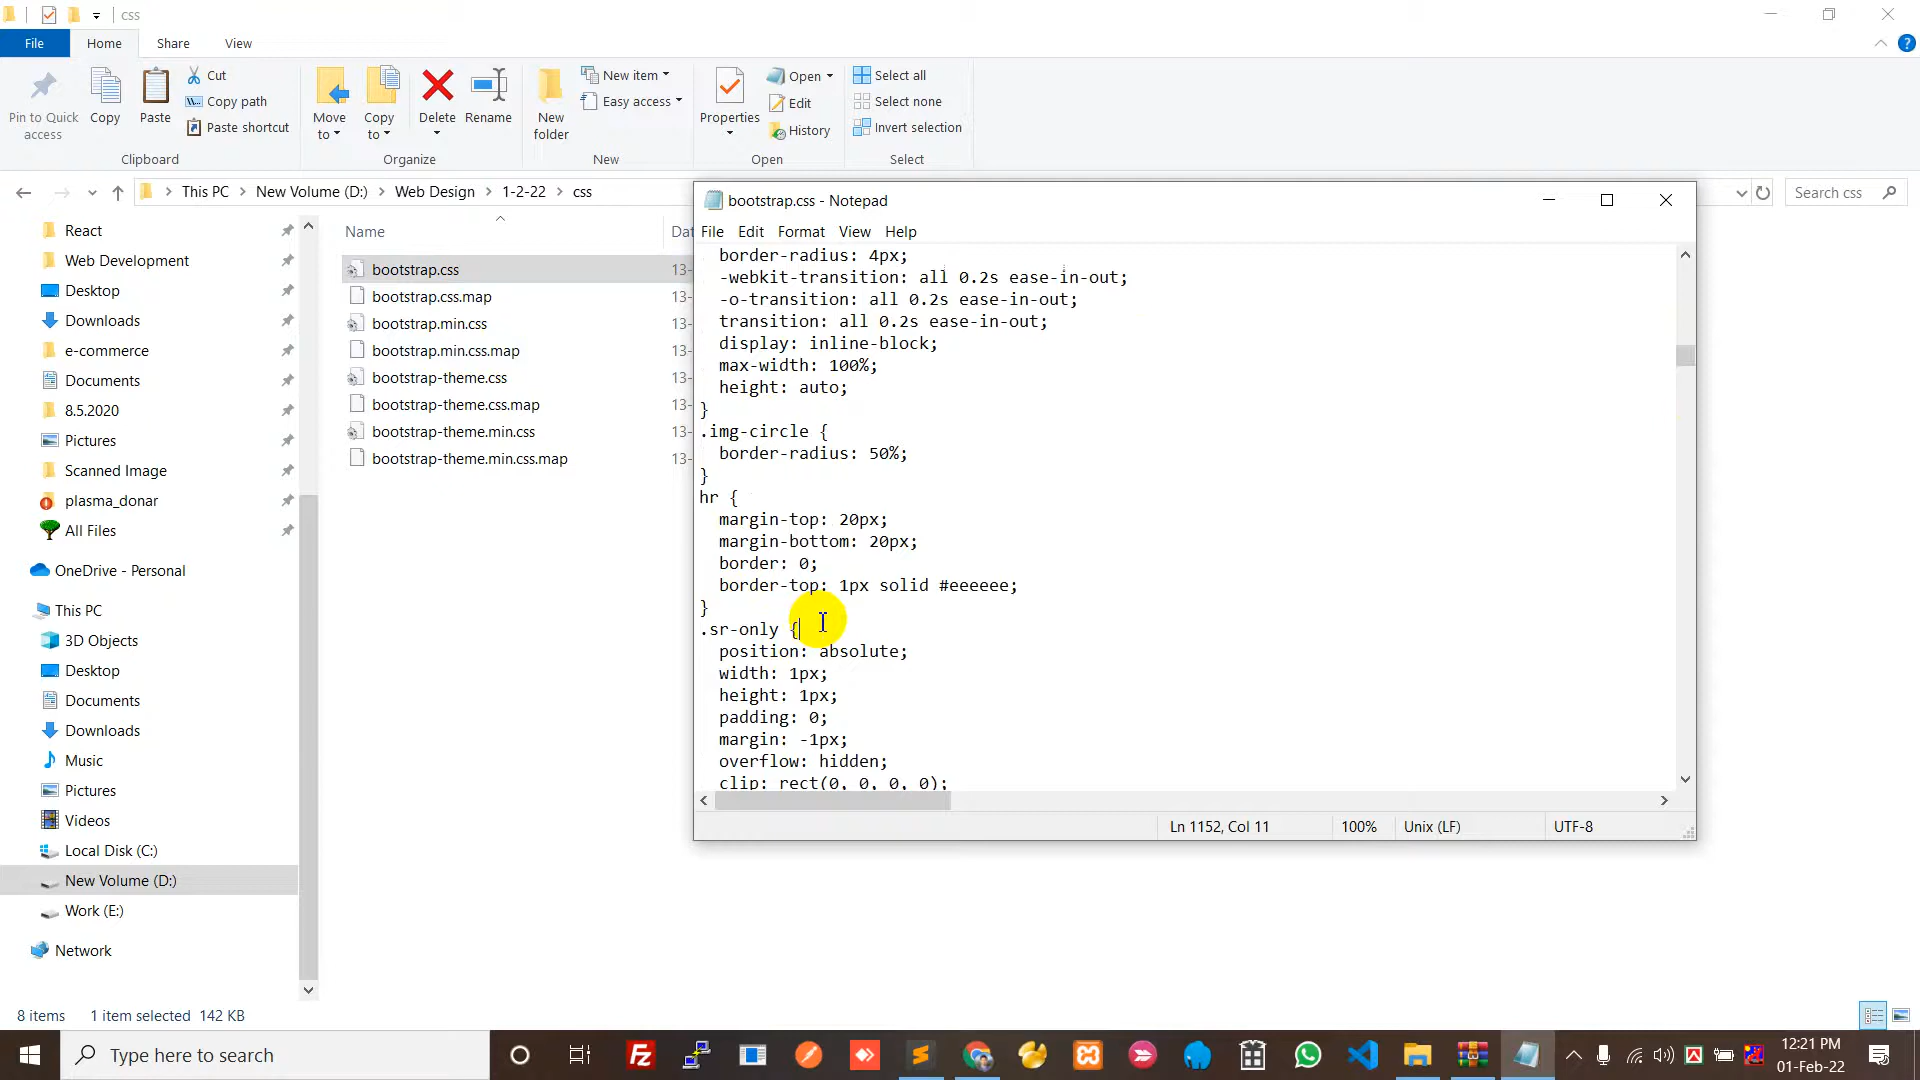 css
File Home Share View
Pin to Quick access
Copy
Paste
Cut
Copy path
Paste shortcut
Clipboard
Move to
Copy to
Delete
Rename
Organize
New folder
New item
Easy access
New
Properties
Open
Edit
History
Open
Select all
Select none
Invert selection
Select
This PC > New Volume (D:) > Web Design > 1-2-22 > css
Search css
React
Web Development
Desktop
Downloads
e-commerce
Documents
8.5.2020
Pictures
Scanned Image
plasma_donar
All Files
OneDrive - Personal
This PC
3D Objects
Desktop
Documents
Downloads
Music
Pictures
Videos
Local Disk (C:)
New Volume (D:)
Work (E:)
Network
Name Dat
bootstrap.css 13-
bootstrap.css.map 13-
bootstrap.min.css 13-
bootstrap.min.css.map 13-
bootstrap-theme.css 13-
bootstrap-theme.css.map 13-
bootstrap-theme.min.css 13-
bootstrap-theme.min.css.map 13-
bootstrap.css - Notepad
File Edit Format View Help
border-radius: 4px;
-webkit-transition: all 0.2s ease-in-out;
-o-transition: all 0.2s ease-in-out;
transition: all 0.2s ease-in-out;
display: inline-block;
max-width: 100%;
height: auto;
}
.img-circle {
border-radius: 50%;
}
hr {
margin-top: 20px;
margin-bottom: 20px;
border: 0;
border-top: 1px solid #eeeeee;
}
.sr-only {
position: absolute;
width: 1px;
height: 1px;
padding: 0;
margin: -1px;
overflow: hidden;
clip: rect(0, 0, 0, 0);
Ln 1152, Col 11 100% Unix (LF) UTF-8
8 items 1 item selected 142 KB
Type here to search
12:21 PM
01-Feb-22